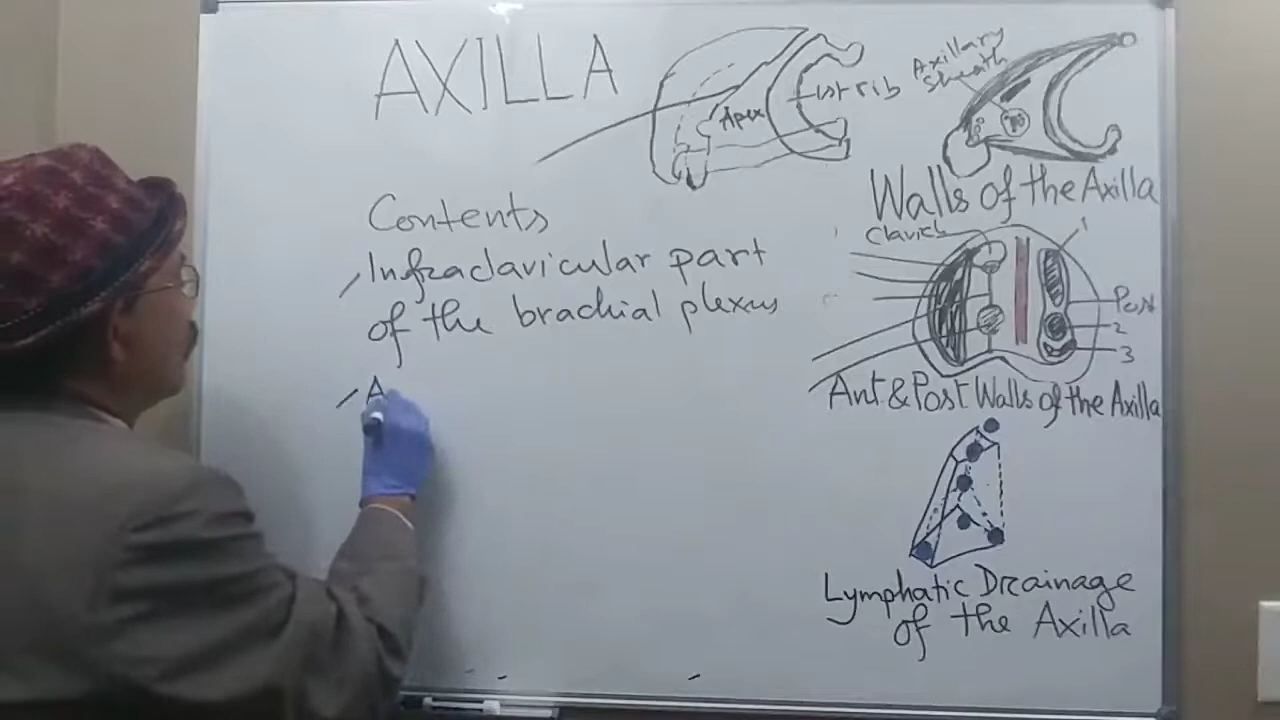 AXILLA
Apex
1st rib
Axillary
Sheath
Contents
Infraclavicular part
of the brachial plexus
A
Walls of the Axilla
Clavicle
1
Post
2
3
Ant & Post Walls of the Axilla
Lymphatic Drainage
of the Axilla